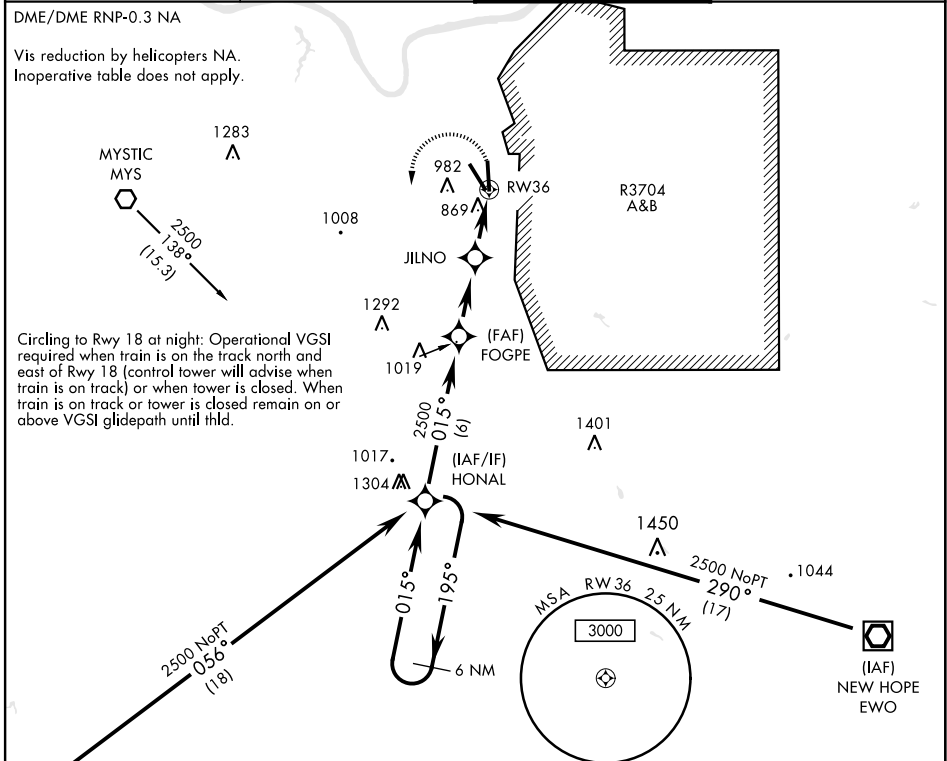 DME/DME RNP-0.3 NA
Vis reduction by helicopters NA.
Inoperative table does not apply.
1283
MYSTIC
MYS
982
RW36
869
R3704
A&B
1008
2500
138°
(15.3)
JILNO
1292
(FAF)
FOGPE
1019
Circling to Rwy 18 at night: Operational VGSI
required when train is on the track north and
east of Rwy 18 (control tower will advise when
train is on track) or when tower is closed. When
train is on track or tower is closed remain on or
above VGSI glidepath until thld.
2500
015°
(6)
1401
1017
(IAF/IF)
HONAL
1304
1450
2500 NoPT
290°
(17)
1044
015°
195°
MSA RW 36 25 NM
3000
2500 NoPT
056°
(18)
6 NM
(IAF)
NEW HOPE
EWO